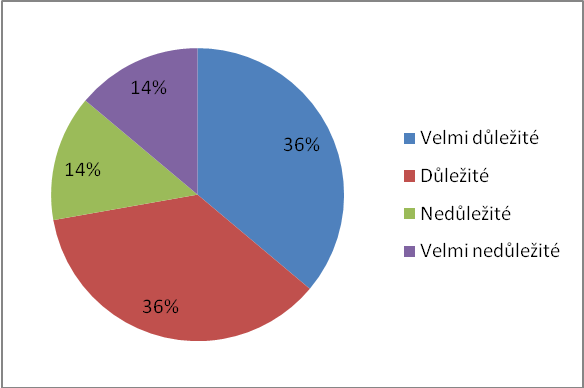 14%
36%
14%
36%
Velmi důležité
Důležité
Nedůležité
Velmi nedůležité